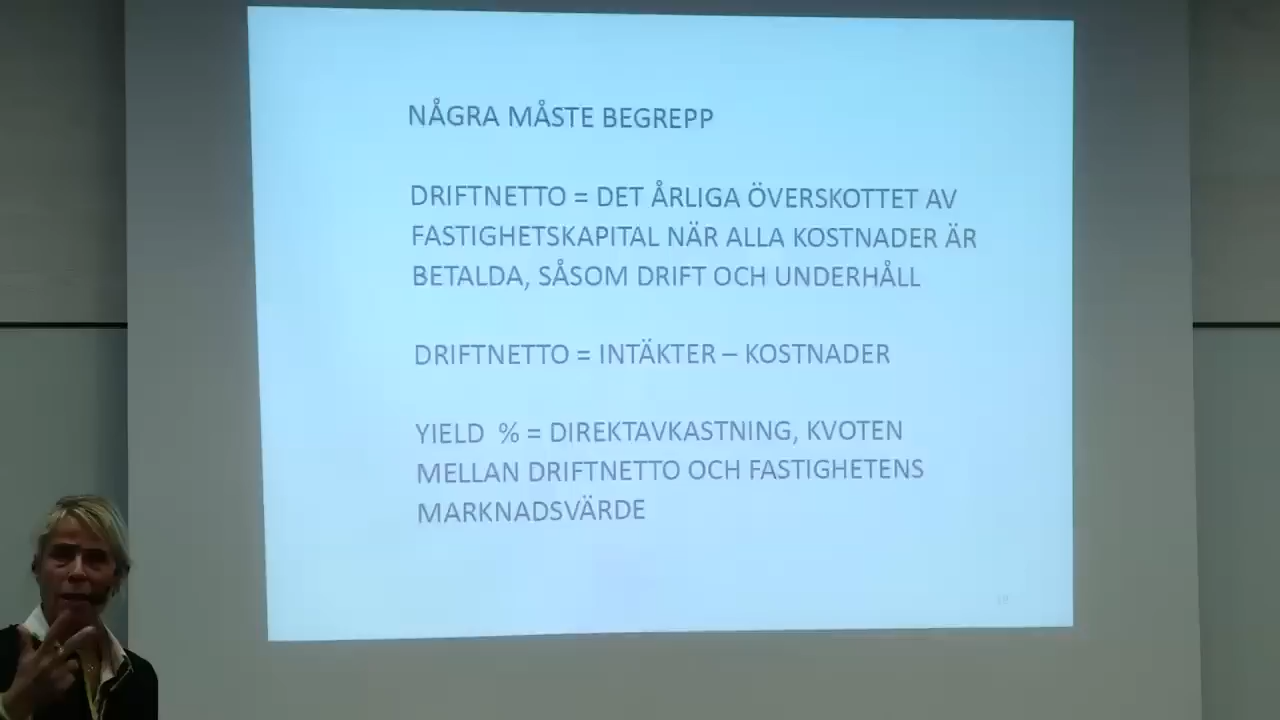 NÅGRA MÅSTE BEGREPP
DRIFTNETTO = DET ÅRLIGA ÖVERSKOTTET AV
FASTIGHETSKAPITAL NÄR ALLA KOSTNADER ÄR
BETALDA, SÅSOM DRIFT OCH UNDERHÅLL
DRIFTNETTO = INTÄKTER – KOSTNADER
YIELD % = DIREKTAVKASTNING, KVOTEN
MELLAN DRIFTNETTO OCH FASTIGHETENS
MARKNADSVÄRDE